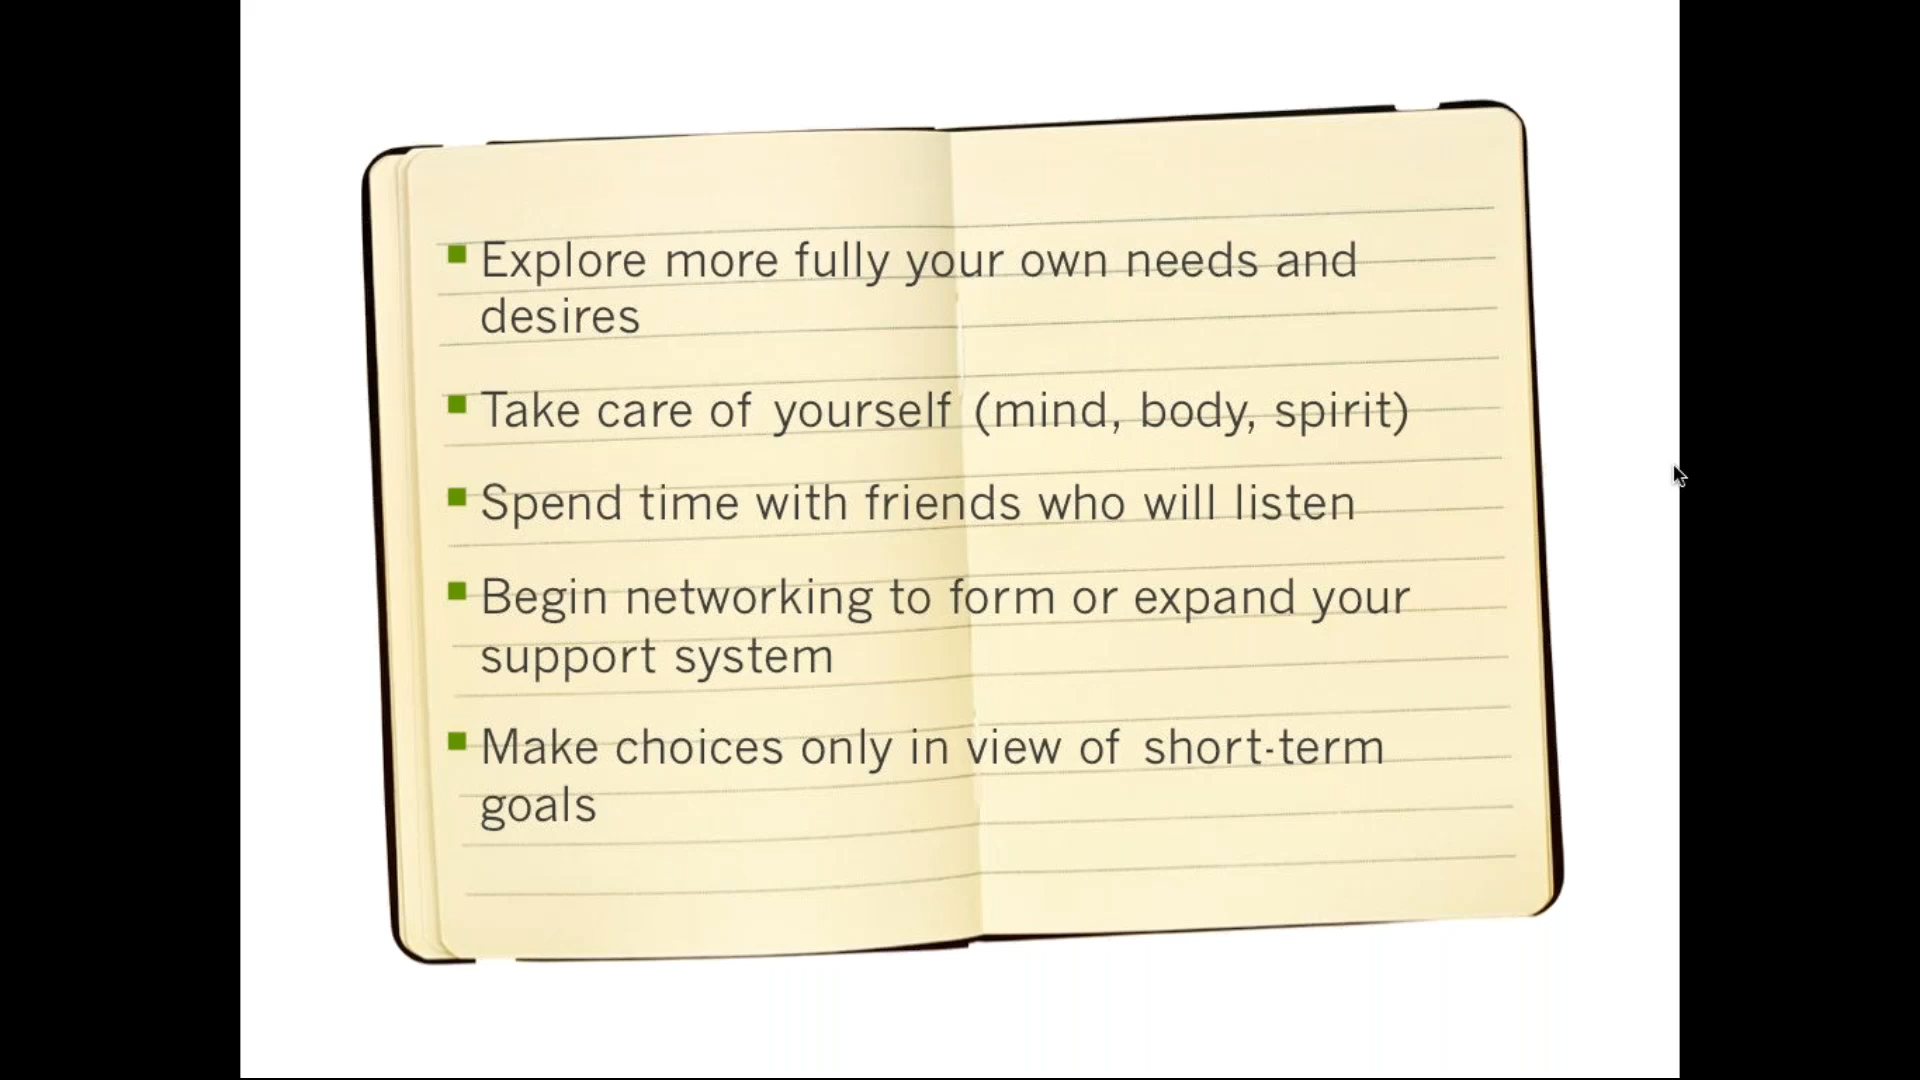 Explore more fully your own needs and
desires
Take care of yourself (mind, body, spirit)
Spend time with friends who will listen
Begin networking to form or expand your
support system
Make choices only in view of short-term
goals